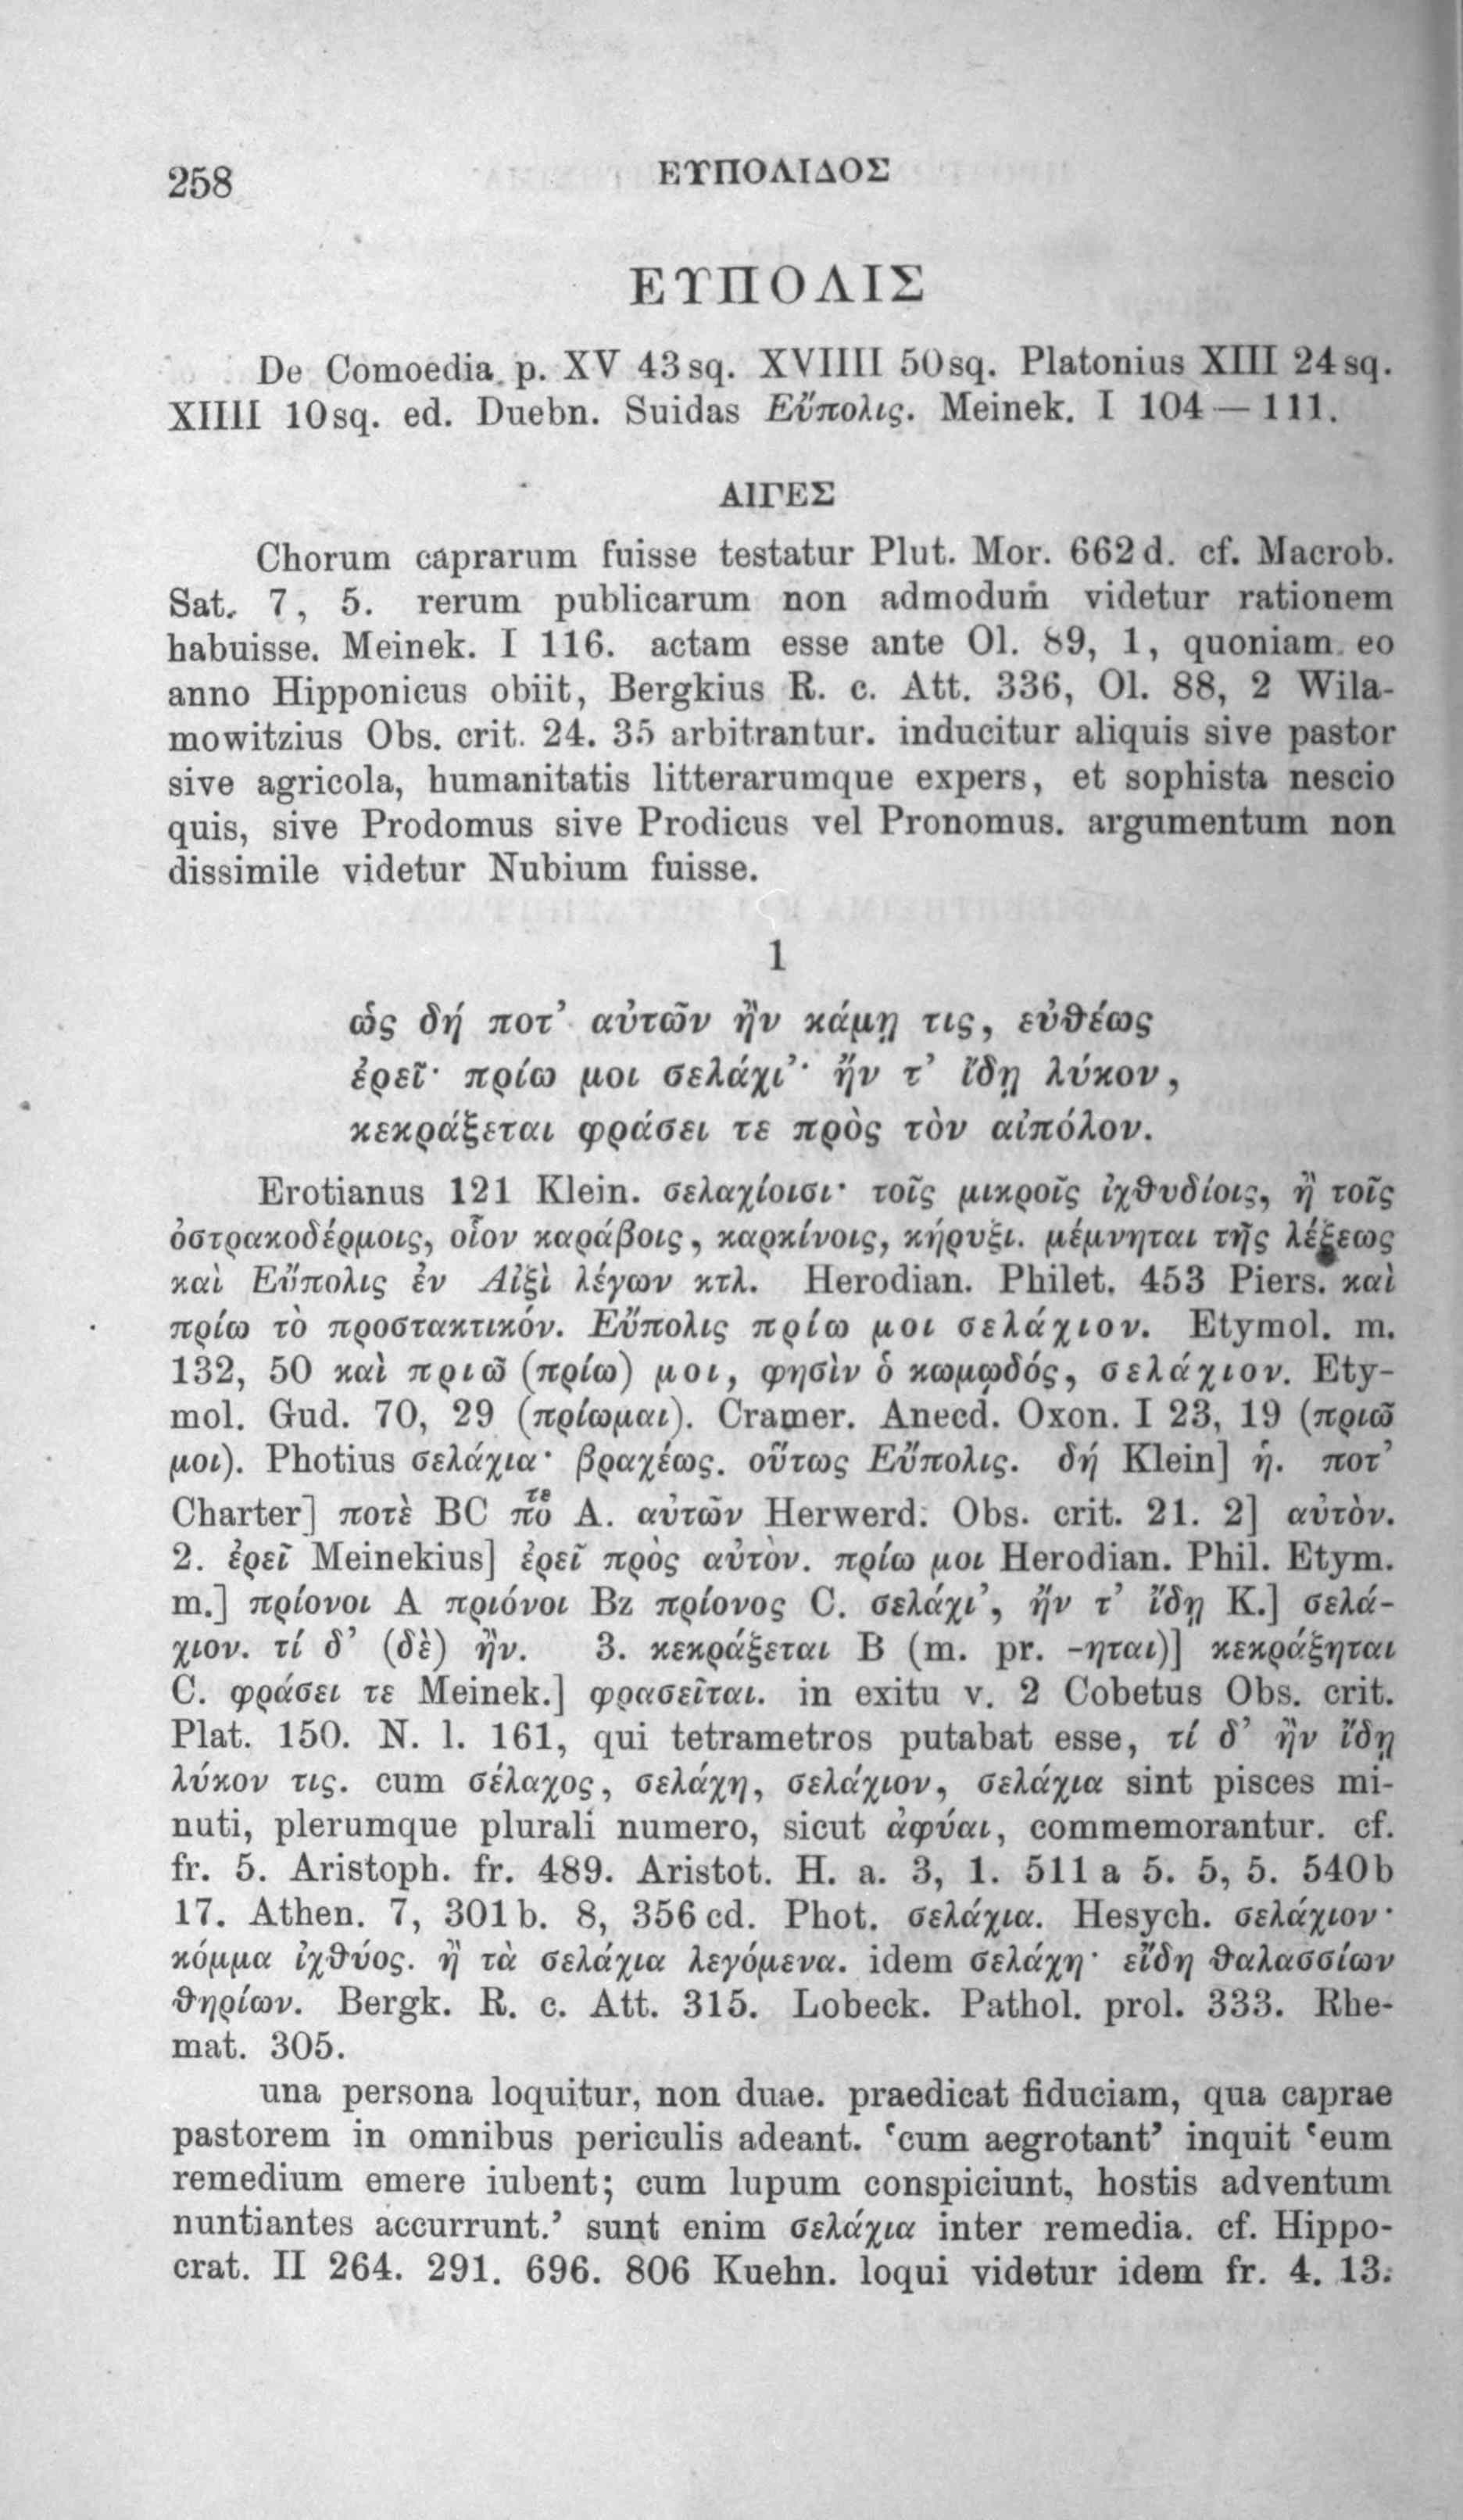 258
ΕΥΠΟΛΙΔΟΣ
ΕΥΠΟΛΙΣ
De Comoedia p. XV 43 sq. XVIIII 50 sq. Platonius XIII 24 sq.
XIIII 10 sq. ed. Duebn. Suidas Εὔπολις. Meinek. I 104 — 111.
ΑΙΓΕΣ
Chorum caprarum fuisse testatur Plut. Mor. 662 d. cf. Macrob.
Sat. 7, 5. rerum publicarum non admodum videtur rationem
habuisse. Meinek. I 116. actam esse ante Ol. 89, 1, quoniam eo
anno Hipponicus obiit, Bergkius R. c. Att. 336, Ol. 88, 2 Wila-
mowitzius Obs. crit. 24. 35 arbitrantur. inducitur aliquis sive pastor
sive agricola, humanitatis litterarumque expers, et sophista nescio
quis, sive Prodomus sive Prodicus vel Pronomus. argumentum non
dissimile videtur Nubium fuisse.
1
ὡς δή ποτ’ αὐτῶν ἢν κάμῃ τις, εὐθέως
ἐρεῖ· πρίω μοι σελάχι’· ἤν τ’ ἴδῃ λύκον,
κεκράξεται φράσει τε πρὸς τὸν αἰπόλον.
Erotianus 121 Klein. σελαχίοισι· τοῖς μικροῖς ἰχθυδίοις, ἢ τοῖς
ὀστρακοδέρμοις, οἷον καράβοις, καρκίνοις, κήρυξι. μέμνηται τῆς λέξεως
καὶ Εὔπολις ἐν Αἰξὶ λέγων κτλ. Herodian. Philet. 453 Piers. καὶ
πρίω τὸ προστακτικόν. Εὔπολις πρίω μοι σελάχιον. Etymol. m.
132, 50 καὶ πριῶ (πρίω) μοι, φησὶν ὁ κωμῳδός, σελάχιον. Ety-
mol. Gud. 70, 29 (πρίωμαι). Cramer. Anecd. Oxon. I 23, 19 (πριῶ
μοι). Photius σελάχια· βραχέως. οὕτως Εὔπολις. δή Klein] ἡ. ποτ’
Charter] ποτὲ BC πο͂τε A. αὐτῶν Herwerd. Obs. crit. 21. 2] αὐτὸν.
2. ἐρεῖ Meinekius] ἐρεῖ πρὸς αὐτὸν. πρίω μοι Herodian. Phil. Etym.
m.] πρίονοι A πριόνοι Bz πρίονος C. σελάχι’, ἤν τ’ ἴδῃ K.] σελά-
χιον. τί δ’ (δὲ) ἢν. 3. κεκράξεται B (m. pr. -ηται)] κεκράξηται
C. φράσει τε Meinek.] φρασεῖται. in exitu v. 2 Cobetus Obs. crit.
Plat. 150. N. l. 161, qui tetrametros putabat esse, τί δ’ ἢν ἴδῃ
λύκον τις. cum σέλαχος, σελάχη, σελάχιον, σελάχια sint pisces mi-
nuti, plerumque plurali numero, sicut ἀφύαι, commemorantur. cf.
fr. 5. Aristoph. fr. 489. Aristot. H. a. 3, 1. 511 a 5. 5, 5. 540 b
17. Athen. 7, 301 b. 8, 356 cd. Phot. σελάχια. Hesych. σελάχιον·
κόμμα ἰχθύος. ἢ τὰ σελάχια λεγόμενα. idem σελάχη· εἴδη θαλασσίων
θηρίων. Bergk. R. c. Att. 315. Lobeck. Pathol. prol. 333. Rhe-
mat. 305.
una persona loquitur, non duae. praedicat fiduciam, qua caprae
pastorem in omnibus periculis adeant. ‘cum aegrotant’ inquit ‘eum
remedium emere iubent; cum lupum conspiciunt, hostis adventum
nuntiantes accurrunt.’ sunt enim σελάχια inter remedia. cf. Hippo-
crat. II 264. 291. 696. 806 Kuehn. loqui videtur idem fr. 4. 13.